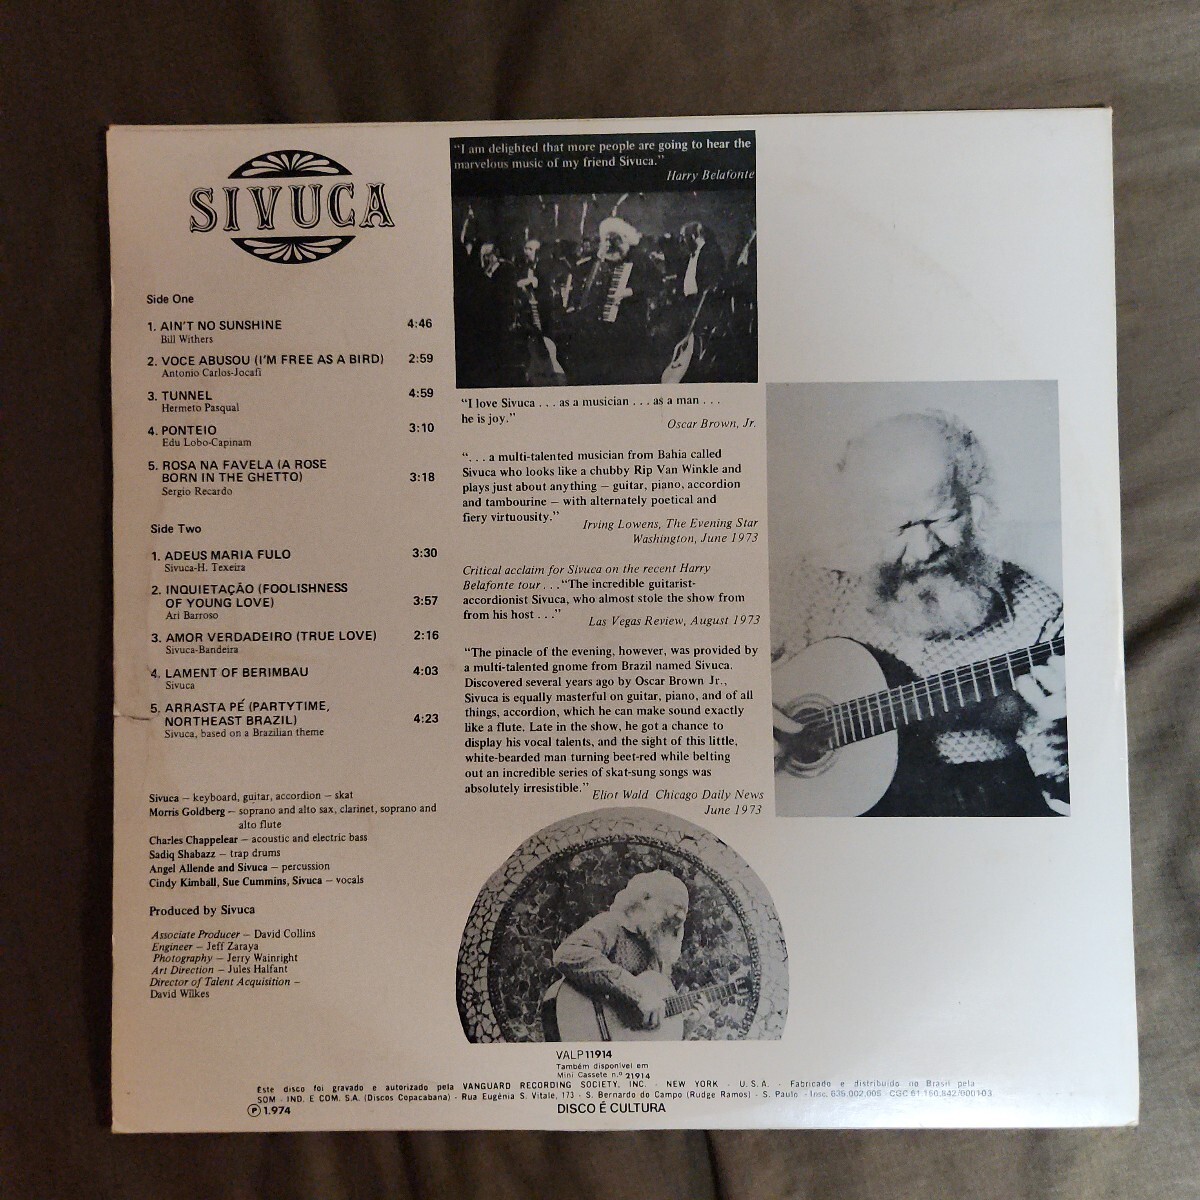 SIVUCA
Side One
1. AIN'T NO SUNSHINE 4:46
Bill Withers
2. VOCE ABUSOU (I'M FREE AS A BIRD) 2:59
Antonio Carlos-Jocafi
3. TUNNEL 4:59
Hermeto Pasqual
4. PONTEIO 3:10
Edu Lobo-Capinam
5. ROSA NA FAVELA (A ROSE
BORN IN THE GHETTO) 3:18
Sergio Recardo
Side Two
1. ADEUS MARIA FULO 3:30
Sivuca-H. Texeira
2. INQUIETAÇÃO (FOOLISHNESS
OF YOUNG LOVE) 3:57
Ari Barroso
3. AMOR VERDADEIRO (TRUE LOVE) 2:16
Sivuca-Bandeira
4. LAMENT OF BERIMBAU 4:03
Sivuca
5. ARRASTA PÉ (PARTYTIME,
NORTHEAST BRAZIL) 4:23
Sivuca, based on a Brazilian theme
Sivuca – keyboard, guitar, accordion – skat
Morris Goldberg – soprano and alto sax, clarinet, soprano and
alto flute
Charles Chappelear – acoustic and electric bass
Sadiq Shabazz – trap drums
Angel Allende and Sivuca – percussion
Cindy Kimball, Sue Cummins, Sivuca – vocals
Produced by Sivuca
Associate Producer – David Collins
Engineer – Jeff Zaraya
Photography – Jerry Wainright
Art Direction – Jules Halfant
Director of Talent Acquisition –
David Wilkes
"I am delighted that more people are going to hear the
marvelous music of my friend Sivuca."
Harry Belafonte
"I love Sivuca . . . as a musician . . . as a man . . .
he is joy."
Oscar Brown, Jr.
". . . a multi-talented musician from Bahia called
Sivuca who looks like a chubby Rip Van Winkle and
plays just about anything – guitar, piano, accordion
and tambourine – with alternately poetical and
fiery virtuousity."
Irving Lowens, The Evening Star
Washington, June 1973
Critical acclaim for Sivuca on the recent Harry
Belafonte tour . . . "The incredible guitarist-
accordionist Sivuca, who almost stole the show from
from his host . . ."
Las Vegas Review, August 1973
"The pinacle of the evening, however, was provided by
a multi-talented gnome from Brazil named Sivuca.
Discovered several years ago by Oscar Brown Jr.,
Sivuca is equally masterful on guitar, piano, and of all
things, accordion, which he can make sound exactly
like a flute. Late in the show, he got a chance to
display his vocal talents, and the sight of this little,
white-bearded man turning beet-red while belting
out an incredible series of skat-sung songs was
absolutely irresistible."
Eliot Wald Chicago Daily News
June 1973
VALP 11914
Também disponível em
Mini Cassete n.º 21914
Este disco foi gravado e autorizado pela VANGUARD RECORDING SOCIETY, INC. - NEW YORK - U.S.A. - Fabricado e distribuído no Brasil pela
SOM - IND. E COM. S.A. (Discos Copacabana) - Rua Eugênia S. Vitale, 173 - S. Bernardo do Campo (Rudge Ramos) - S. Paulo - Insc. 635.002.006 - CGC 61.160.842/000103
Ⓟ 1.974
DISCO É CULTURA